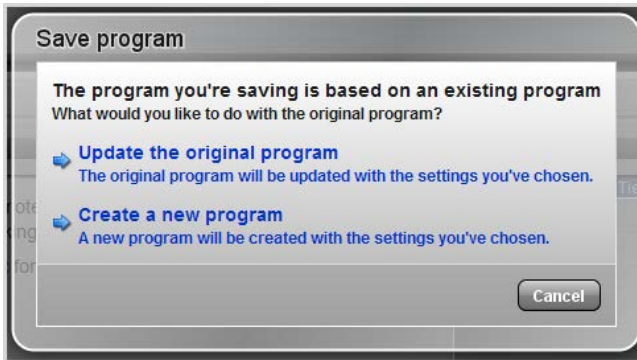 Save program
The program you're saving is based on an existing program
What would you like to do with the original program?
Update the original program
The original program will be updated with the settings you've chosen.
Create a new program
A new program will be created with the settings you've chosen.
Cancel